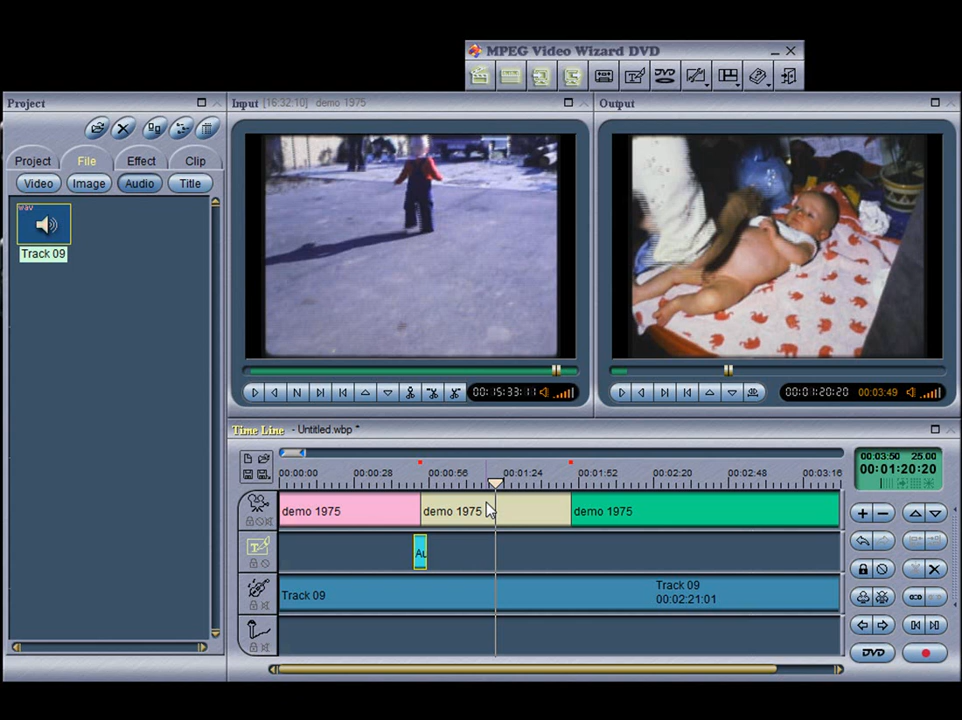 MPEG Video Wizard DVD
Project
Input [16:32:10] demo 1975
Output
Project File Effect Clip
Video Image Audio Title
wav
Track 09
00:15:33:11
00:01:20:20 00:03:49
Time Line - Untitled.wbp *
00:00:00 00:00:28 00:00:56 00:01:24 00:01:52 00:02:20 00:02:48 00:03:16
00:03:50 25.00
00:01:20:20
demo 1975 demo 1975 demo 1975
Track 09
Track 09
00:02:21:01
DVD